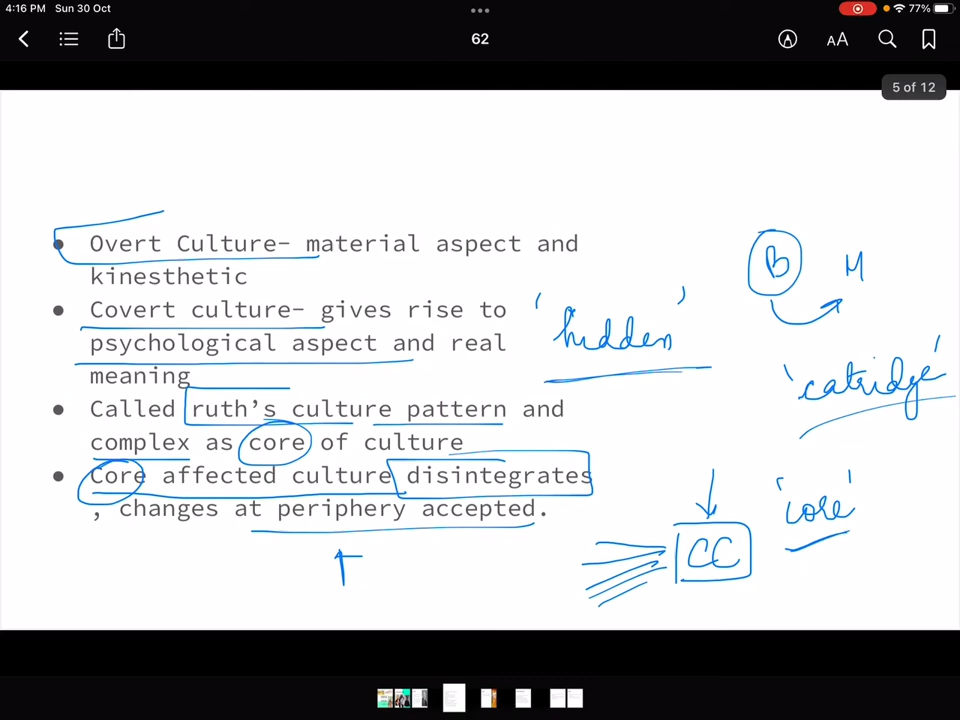 4:16 PM Sun 30 Oct
77%
62
AA
5 of 12
• Overt Culture- material aspect and
kinesthetic
• Covert culture- gives rise to
psychological aspect and real
meaning
• Called ruth's culture pattern and
complex as core of culture
• Core affected culture disintegrates
, changes at periphery accepted.
B M
'hidden'
'catridge'
'core'
CC